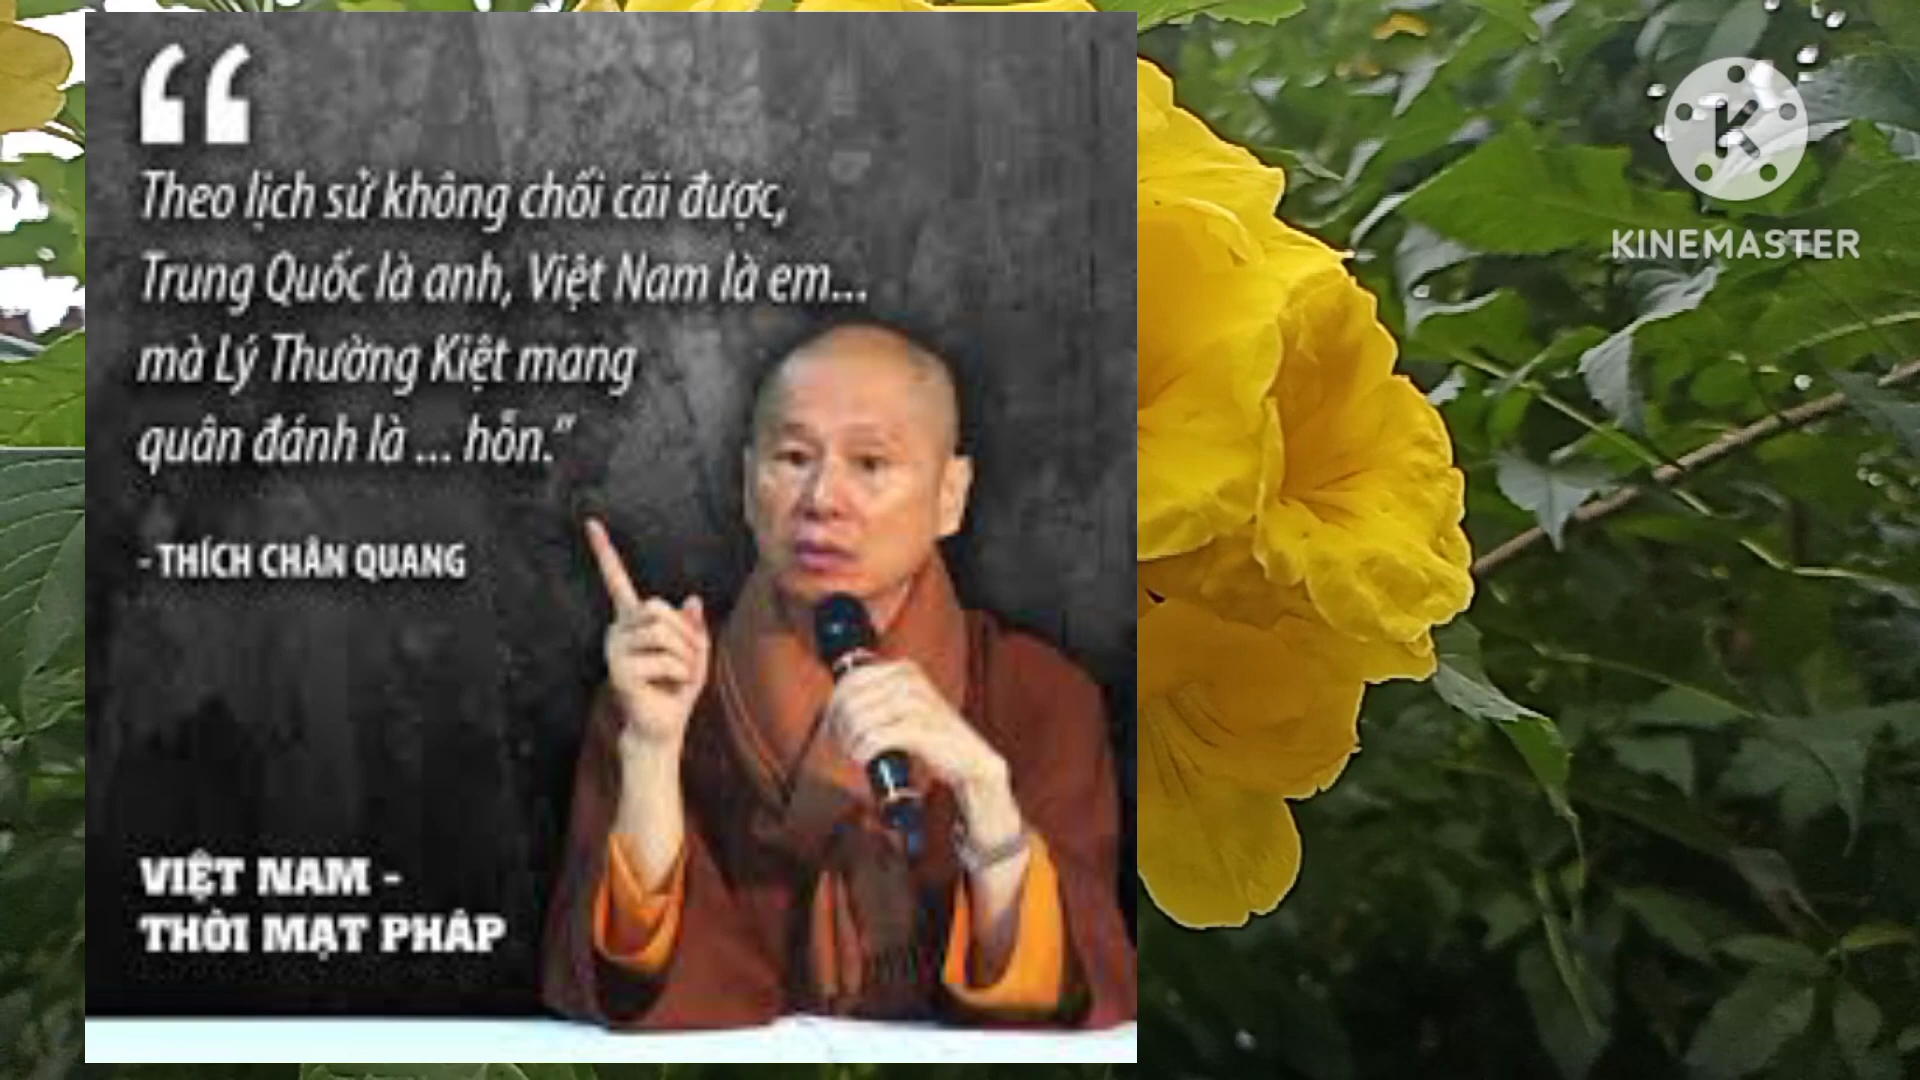 “
Theo lịch sử không chối cãi được,
Trung Quốc là anh, Việt Nam là em...
mà Lý Thường Kiệt mang
quân đánh là ... hỗn.”
- THÍCH CHÂN QUANG
VIỆT NAM -
THỜI MẠT PHÁP
K
KINEMASTER